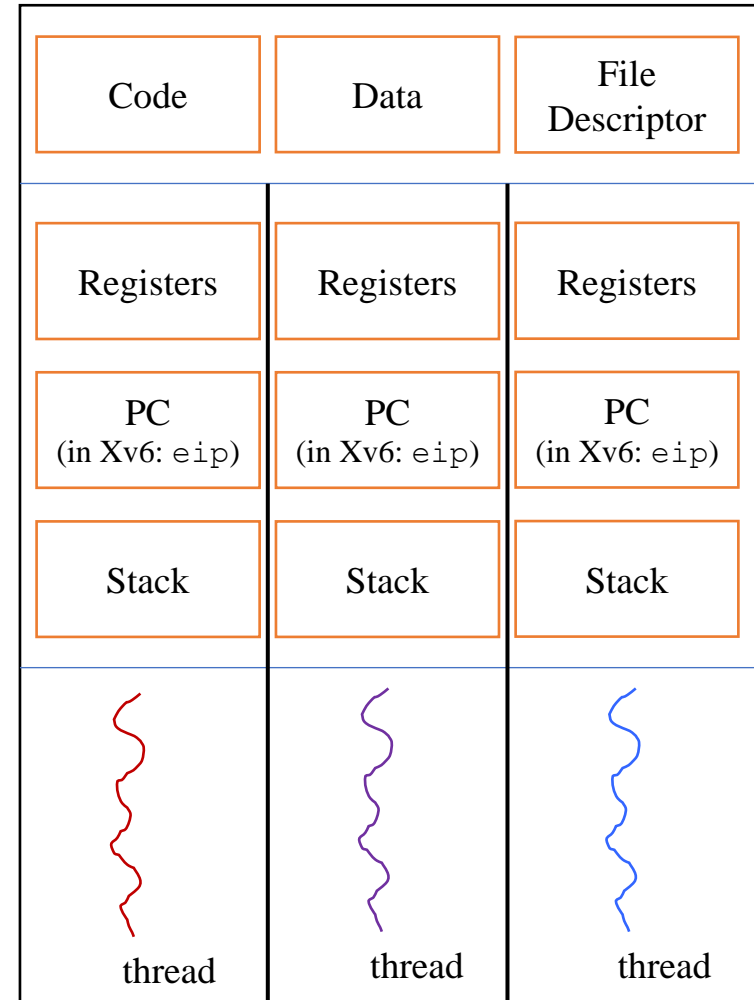 Code
Data
File
Descriptor
Registers
Registers
Registers
PC
(in Xv6: eip)
PC
(in Xv6: eip)
PC
(in Xv6: eip)
Stack
Stack
Stack
thread
thread
thread